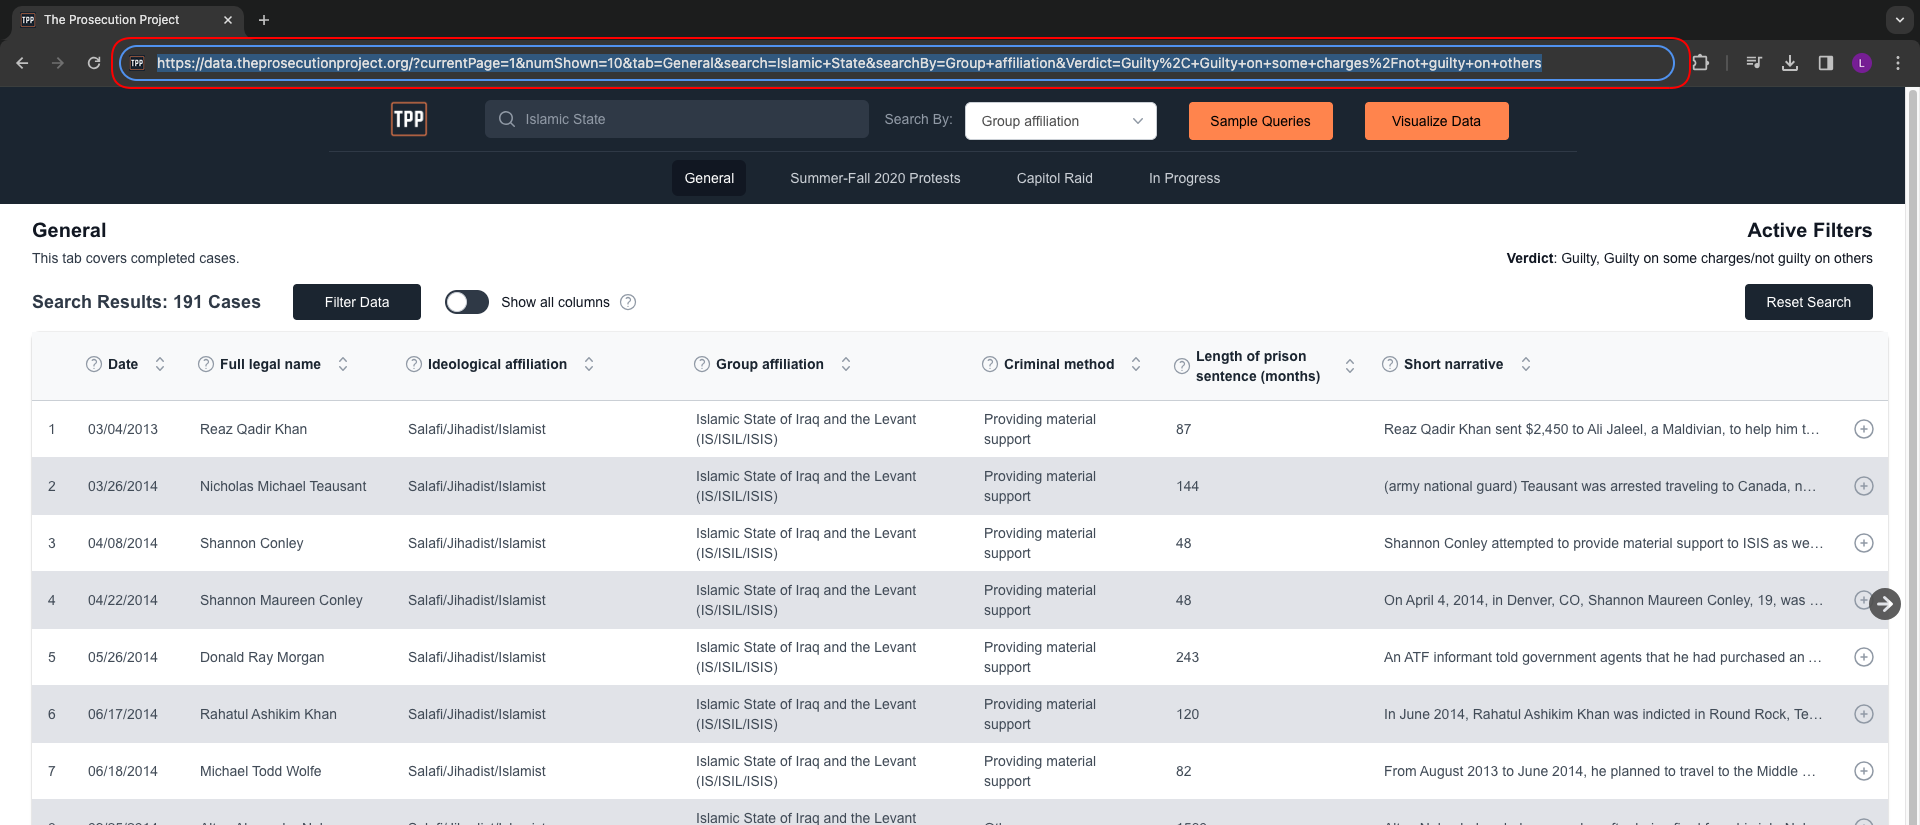 TPP The Prosecution Project
TPP https://data.theprosecutionproject.org/?currentPage=1&numShown=10&tab=General&search=Islamic+State&searchBy=Group+affiliation&Verdict=Guilty%2C+Guilty+on+some+charges%2Fnot+guilty+on+others L
TPP Islamic State Search By: Group affiliation Sample Queries Visualize Data
General Summer-Fall 2020 Protests Capitol Raid In Progress
General Active Filters
This tab covers completed cases. Verdict: Guilty, Guilty on some charges/not guilty on others
Search Results: 191 Cases Filter Data Show all columns ? Reset Search
? Date ? Full legal name ? Ideological affiliation ? Group affiliation ? Criminal method ? Length of prison sentence (months) ? Short narrative
1 03/04/2013 Reaz Qadir Khan Salafi/Jihadist/Islamist Islamic State of Iraq and the Levant (IS/ISIL/ISIS) Providing material support 87 Reaz Qadir Khan sent $2,450 to Ali Jaleel, a Maldivian, to help him t...
2 03/26/2014 Nicholas Michael Teausant Salafi/Jihadist/Islamist Islamic State of Iraq and the Levant (IS/ISIL/ISIS) Providing material support 144 (army national guard) Teausant was arrested traveling to Canada, n...
3 04/08/2014 Shannon Conley Salafi/Jihadist/Islamist Islamic State of Iraq and the Levant (IS/ISIL/ISIS) Providing material support 48 Shannon Conley attempted to provide material support to ISIS as we...
4 04/22/2014 Shannon Maureen Conley Salafi/Jihadist/Islamist Islamic State of Iraq and the Levant (IS/ISIL/ISIS) Providing material support 48 On April 4, 2014, in Denver, CO, Shannon Maureen Conley, 19, was ...
5 05/26/2014 Donald Ray Morgan Salafi/Jihadist/Islamist Islamic State of Iraq and the Levant (IS/ISIL/ISIS) Providing material support 243 An ATF informant told government agents that he had purchased an ...
6 06/17/2014 Rahatul Ashikim Khan Salafi/Jihadist/Islamist Islamic State of Iraq and the Levant (IS/ISIL/ISIS) Providing material support 120 In June 2014, Rahatul Ashikim Khan was indicted in Round Rock, Te...
7 06/18/2014 Michael Todd Wolfe Salafi/Jihadist/Islamist Islamic State of Iraq and the Levant (IS/ISIL/ISIS) Providing material support 82 From August 2013 to June 2014, he planned to travel to the Middle ...
Islamic State of Iraq and the Levant